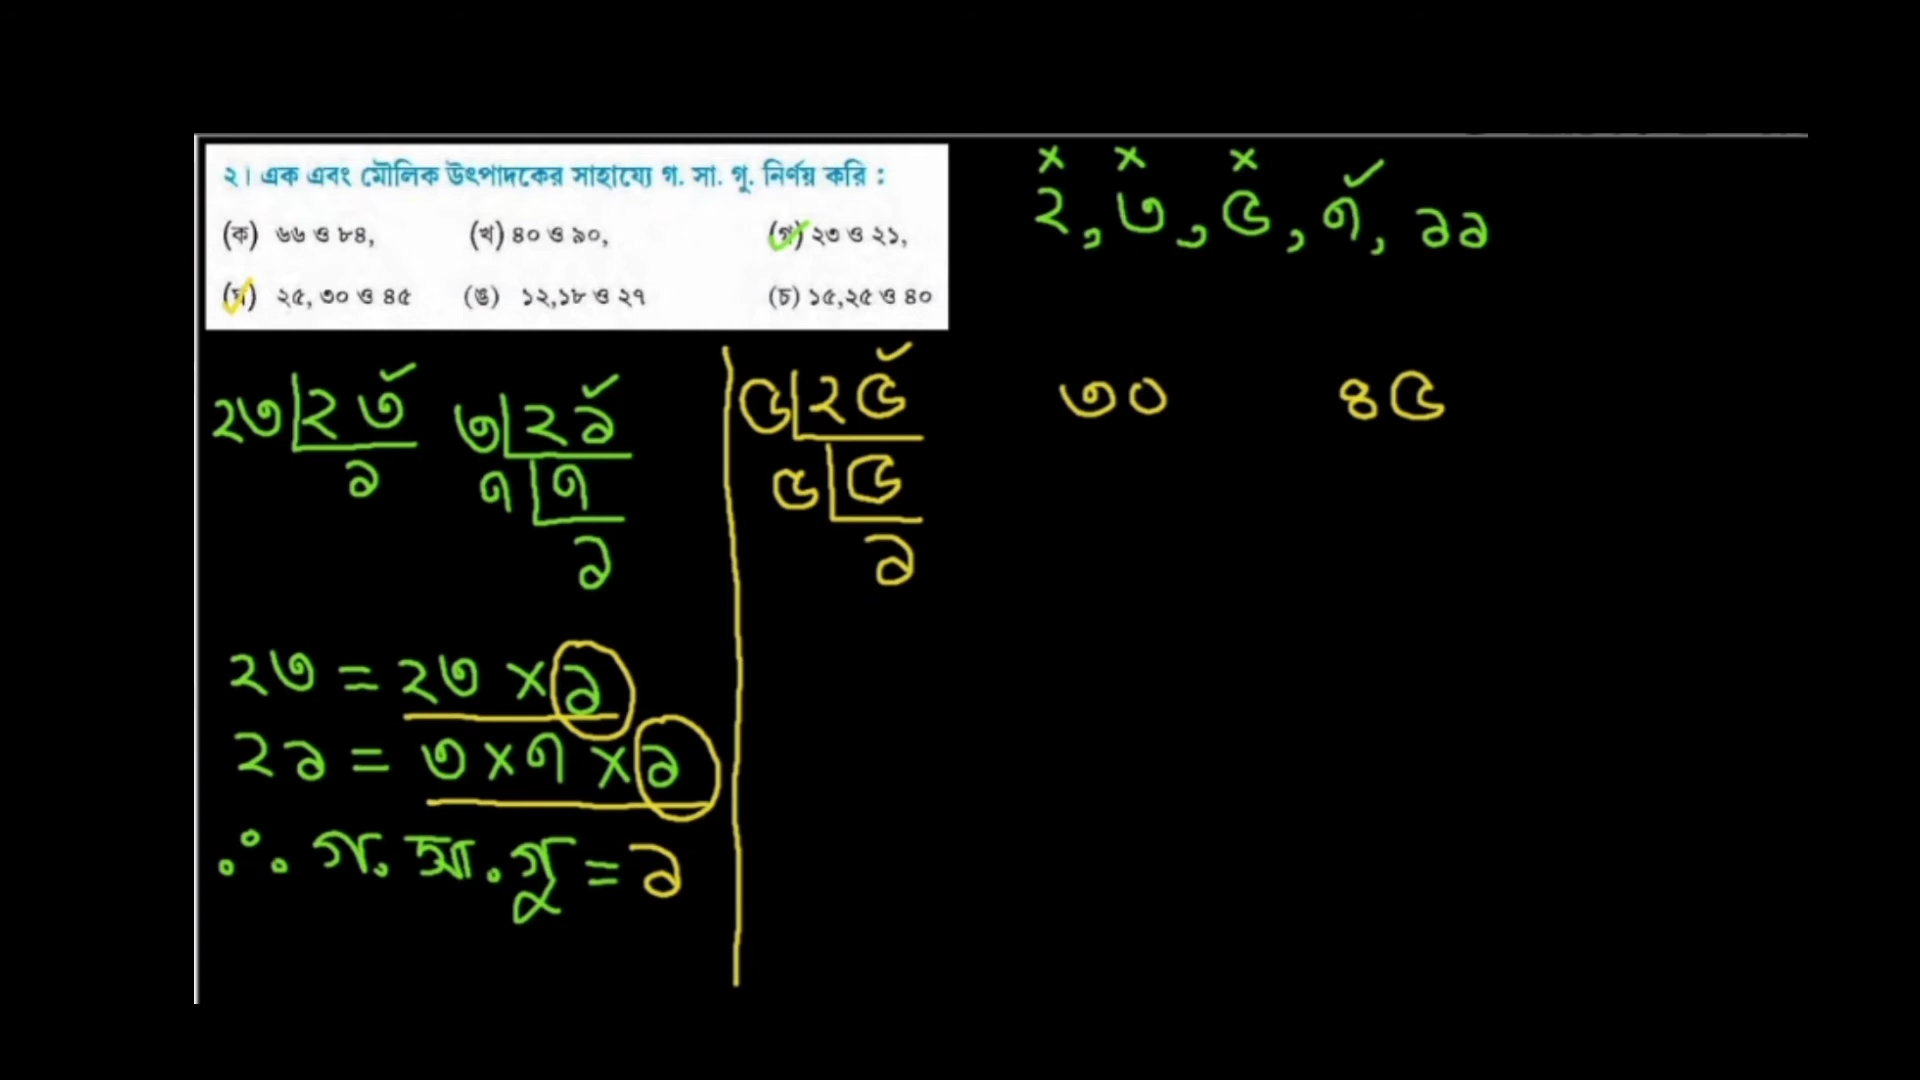 ২। এক এবং মৌলিক উৎপাদকের সাহায্যে গ. সা. গু. নির্ণয় করি :
(ক) ৬৬ ও ৮৪, (খ) ৪০ ও ৯০, (গ) ২৩ ও ২১,
(ঘ) ২৫, ৩০ ও ৪৫ (ঙ) ১২,১৮ ও ২৭ (চ) ১৫,২৫ ও ৪০
× × × ✓
২, ৩, ৫, ৭, ১১
২৩ | ২৩
১
৩ | ২১
৭ | ৭
১
২৩ = ২৩ × ১
২১ = ৩ × ৭ × ১
∴ গ. সা. গু = ১
৫ | ২৫
৫ | ৫
১
৩০ ৪৫